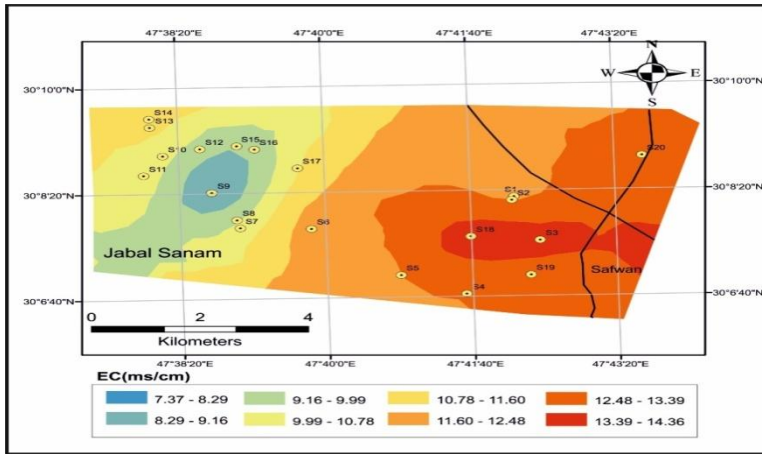 47°38'20"E 47°40'0"E 47°41'40"E 47°43'20"E
N
W E
S
30°10'0"N 30°10'0"N
S14
S13
S12 S15
S16
S10
S20
S11
S17
30°8'20"N 30°8'20"N
S9
S1
S2
S8
S7
S6
S18
S3
Jabal Sanam
S5
S19
Safwan
S4
30°6'40"N 30°6'40"N
0 2 4
Kilometers
47°38'20"E 47°40'0"E 47°41'40"E 47°43'20"E
EC(ms/cm)
7.37 - 8.29 9.16 - 9.99 10.78 - 11.60 12.48 - 13.39
8.29 - 9.16 9.99 - 10.78 11.60 - 12.48 13.39 - 14.36